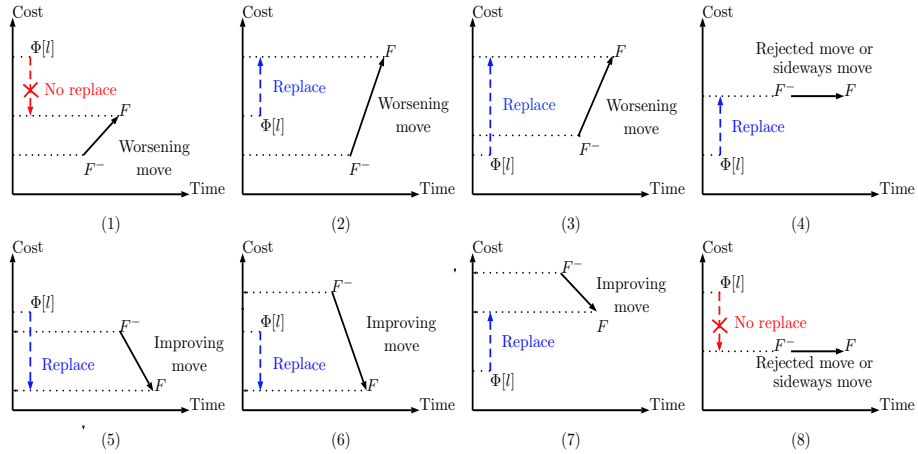 Cost
Φ[l]
No replace
F
Worsening
move
F⁻
Time
(1)
Cost
F
Replace
Worsening
move
Φ[l]
F⁻
Time
(2)
Cost
F
Replace
Worsening
move
F⁻
Φ[l]
Time
(3)
Cost
Rejected move or
sideways move
F⁻ F
Replace
Φ[l]
Time
(4)
Cost
Φ[l]
F⁻
Improving
move
Replace
F
Time
(5)
Cost
F⁻
Φ[l]
Improving
move
Replace
F
Time
(6)
Cost
F⁻
Improving
move
F
Replace
Φ[l]
Time
(7)
Cost
Φ[l]
No replace
F⁻ F
Rejected move or
sideways move
Time
(8)